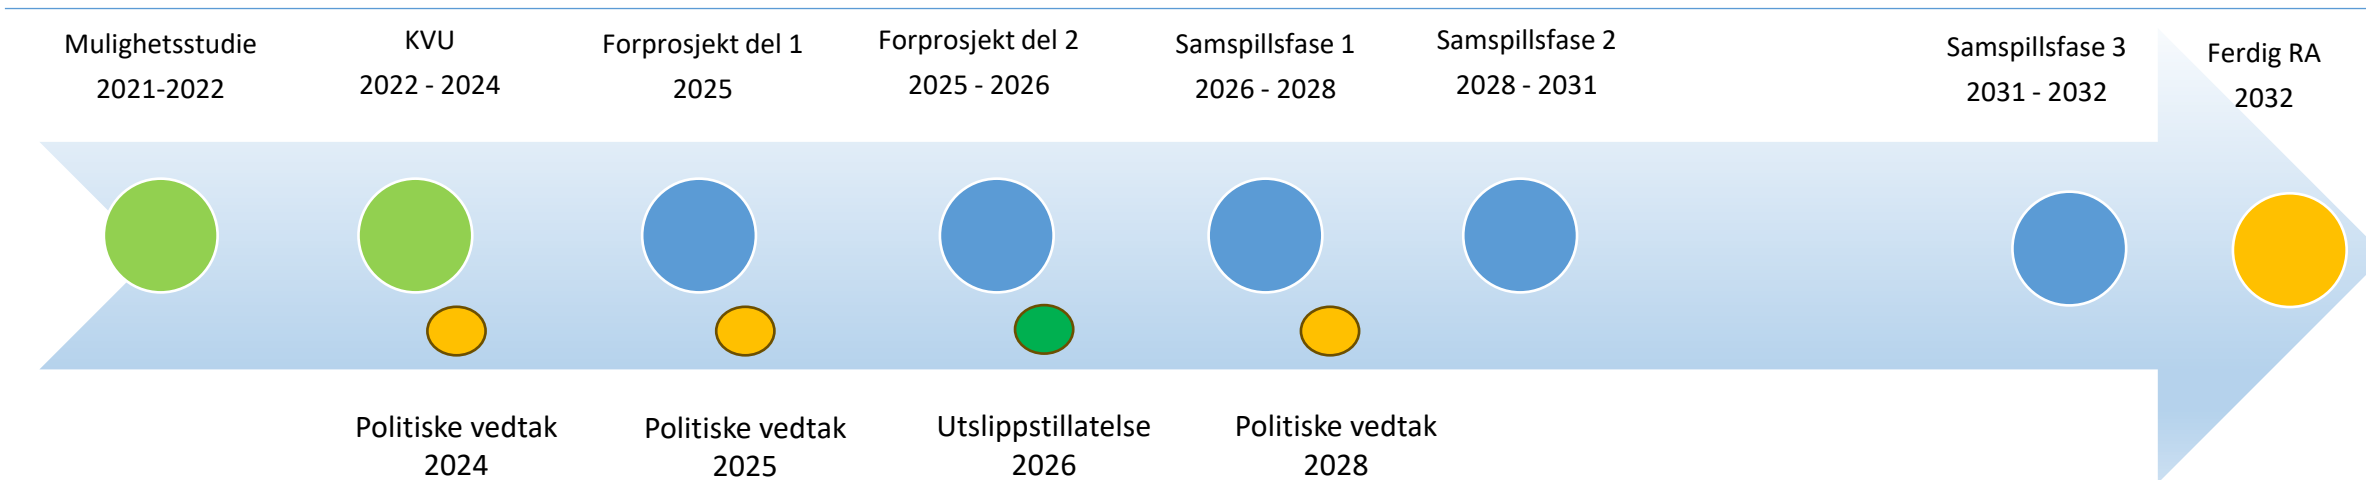 Mulighetsstudie
2021-2022
KVU
2022 - 2024
Forprosjekt del 1
2025
Forprosjekt del 2
2025 - 2026
Samspillsfase 1
2026 - 2028
Samspillsfase 2
2028 - 2031
Samspillsfase 3
2031 - 2032
Ferdig RA
2032
Politiske vedtak
2024
Politiske vedtak
2025
Utslippstillatelse
2026
Politiske vedtak
2028